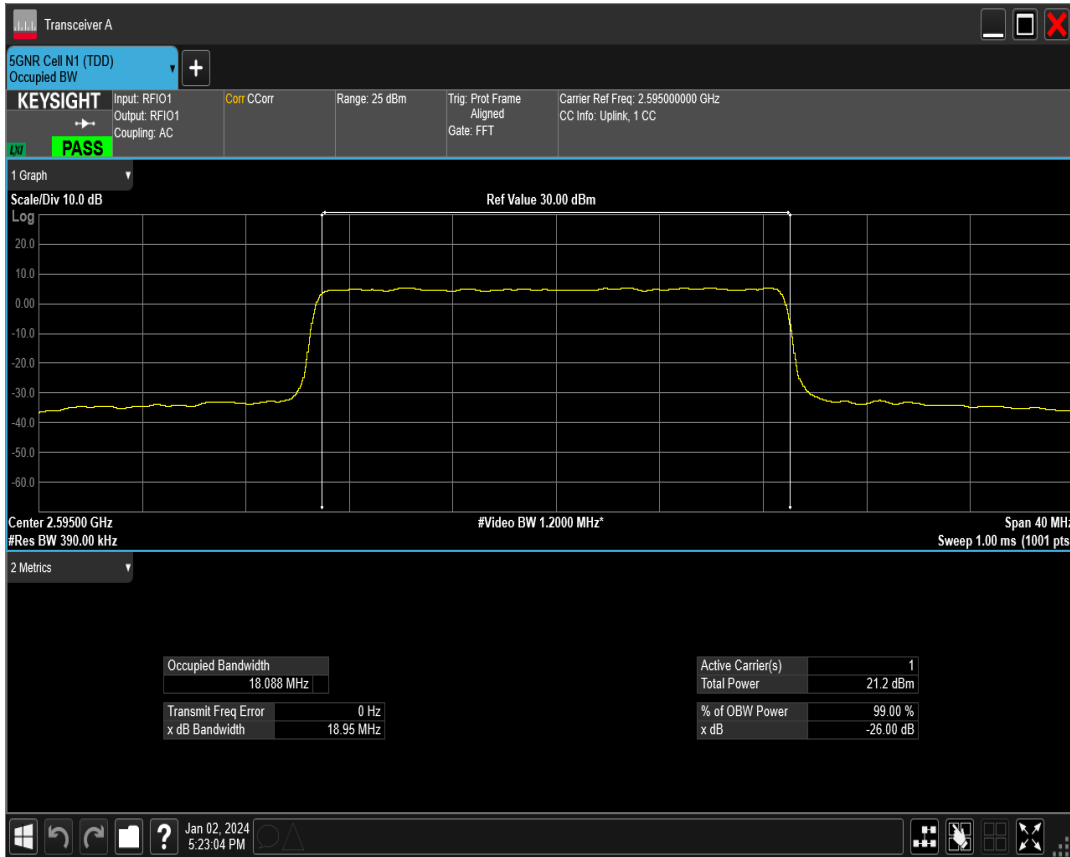 Transceiver A
5GNR Cell N1 (TDD)
Occupied BW
KEYSIGHT
LXI
PASS
Input: RFIO1
Output: RFIO1
Coupling: AC
Corr CCorr
Range: 25 dBm
Trig: Prot Frame
Aligned
Gate: FFT
Carrier Ref Freq: 2.595000000 GHz
CC Info: Uplink, 1 CC
1 Graph
Scale/Div 10.0 dB
Ref Value 30.00 dBm
Log
20.0
10.0
0.00
-10.0
-20.0
-30.0
-40.0
-50.0
-60.0
Center 2.59500 GHz
#Video BW 1.2000 MHz*
Span 40 MHz
#Res BW 390.00 kHz
Sweep 1.00 ms (1001 pts
2 Metrics
Occupied Bandwidth
18.088 MHz
Transmit Freq Error 0 Hz
x dB Bandwidth 18.95 MHz
Active Carrier(s) 1
Total Power 21.2 dBm
% of OBW Power 99.00 %
x dB -26.00 dB
?
Jan 02, 2024
5:23:04 PM